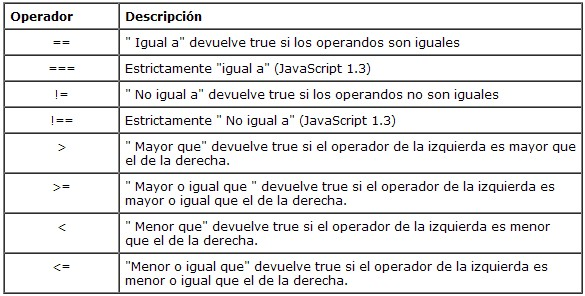 Operador Descripción
== " Igual a" devuelve true si los operandos son iguales
=== Estrictamente "igual a" (JavaScript 1.3)
!= " No igual a" devuelve true si los operandos no son iguales
!== Estrictamente " No igual a" (JavaScript 1.3)
> " Mayor que" devuelve true si el operador de la izquierda es mayor que
el de la derecha.
>= " Mayor o igual que " devuelve true si el operador de la izquierda es
mayor o igual que el de la derecha.
< " Menor que" devuelve true si el operador de la izquierda es menor
que el de la derecha.
<= "Menor o igual que" devuelve true si el operador de la izquierda es
menor o igual que el de la derecha.